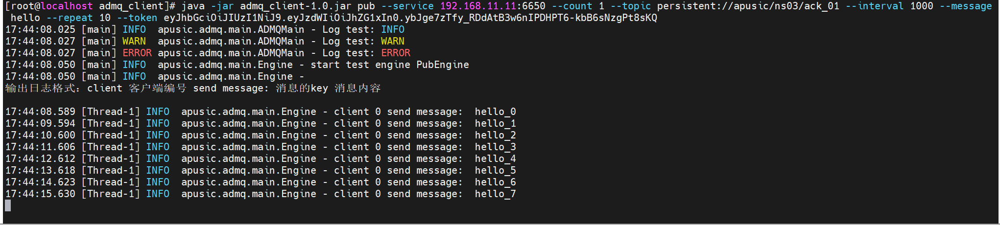 [root@localhost admq_client]# java -jar admq_client-1.0.jar pub --service 192.168.11.11:6650 --count 1 --topic persistent://apusic/ns03/ack_01 --interval 1000 --message
hello --repeat 10 --token eyJhbGciOiJIUzI1NiJ9.eyJzdWIiOiJhZG1xIn0.ybJge7zTfy_RDdAtB3w6nIPDHPT6-kbB6sNzgPt8sKQ
17:44:08.025 [main] INFO  apusic.admq.main.ADMQMain - Log test: INFO
17:44:08.027 [main] WARN  apusic.admq.main.ADMQMain - Log test: WARN
17:44:08.027 [main] ERROR apusic.admq.main.ADMQMain - Log test: ERROR
17:44:08.050 [main] INFO  apusic.admq.main.Engine - start test engine PubEngine
17:44:08.050 [main] INFO  apusic.admq.main.Engine -
输出日志格式: client 客户端编号 send message: 消息的key 消息内容
17:44:08.589 [Thread-1] INFO  apusic.admq.main.Engine - client 0 send message:  hello_0
17:44:09.594 [Thread-1] INFO  apusic.admq.main.Engine - client 0 send message:  hello_1
17:44:10.600 [Thread-1] INFO  apusic.admq.main.Engine - client 0 send message:  hello_2
17:44:11.606 [Thread-1] INFO  apusic.admq.main.Engine - client 0 send message:  hello_3
17:44:12.612 [Thread-1] INFO  apusic.admq.main.Engine - client 0 send message:  hello_4
17:44:13.618 [Thread-1] INFO  apusic.admq.main.Engine - client 0 send message:  hello_5
17:44:14.623 [Thread-1] INFO  apusic.admq.main.Engine - client 0 send message:  hello_6
17:44:15.630 [Thread-1] INFO  apusic.admq.main.Engine - client 0 send message:  hello_7